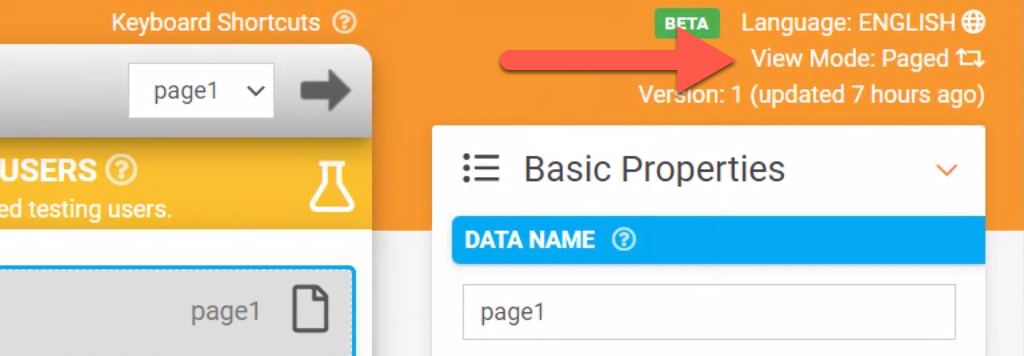 Keyboard Shortcuts ?
BETA Language: ENGLISH
View Mode: Paged
Version: 1 (updated 7 hours ago)
page1
USERS ?
ed testing users.
page1
Basic Properties
DATA NAME ?
page1